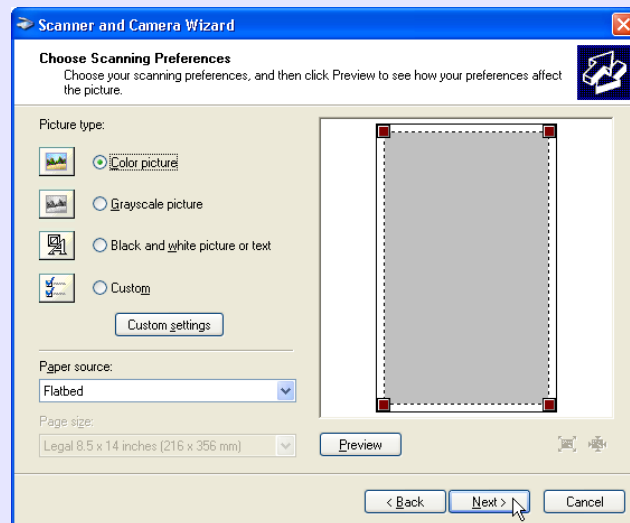 Scanner and Camera Wizard
Choose Scanning Preferences
Choose your scanning preferences, and then click Preview to see how your preferences affect
the picture.
Picture type:
Color picture
Grayscale picture
Black and white picture or text
Custom
Custom settings
Paper source:
Flatbed
Page size:
Legal 8.5 x 14 inches (216 x 356 mm)
Preview
< Back
Next >
Cancel